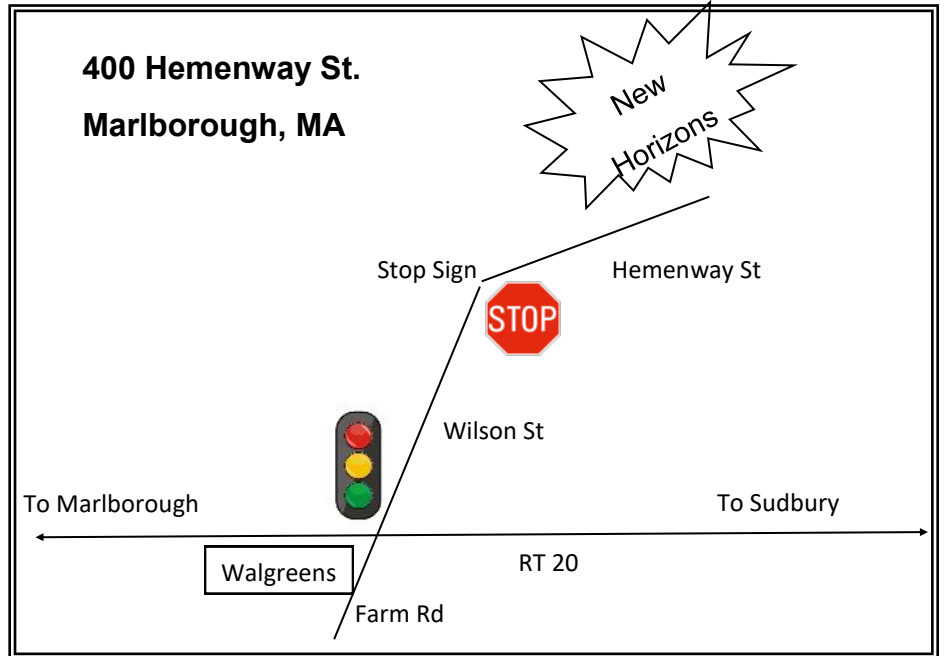 400 Hemenway St.
Marlborough, MA
New
Horizons
Stop Sign
Hemenway St
STOP
Wilson St
To Marlborough
To Sudbury
RT 20
Walgreens
Farm Rd